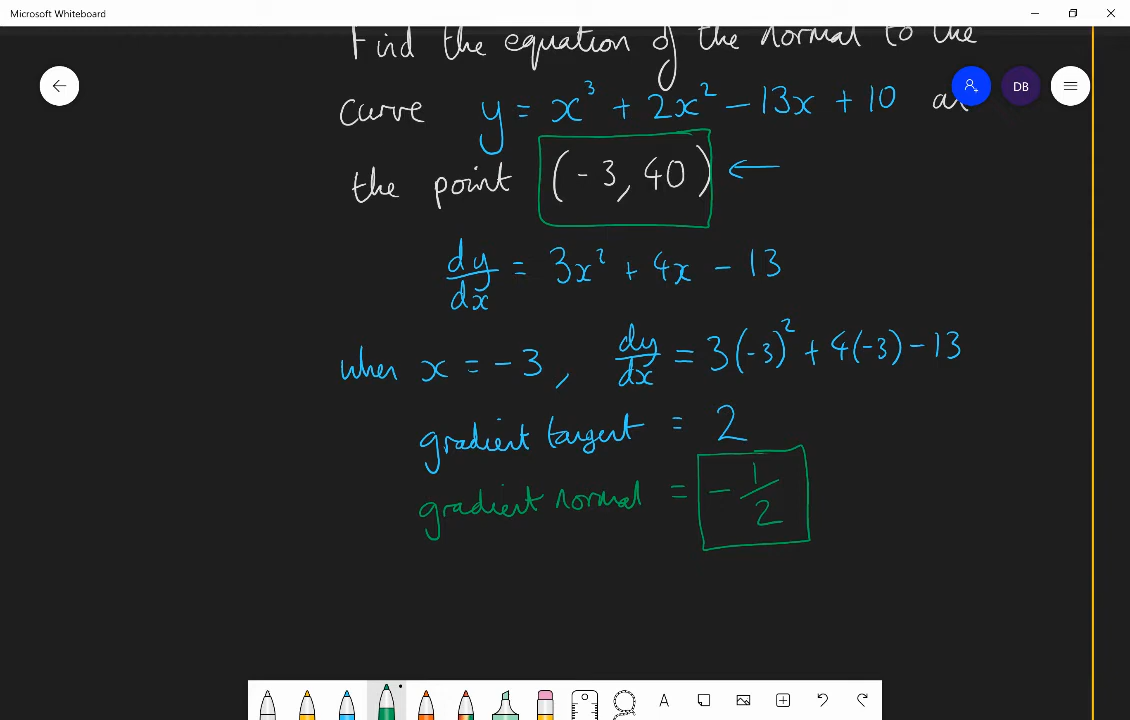 Microsoft Whiteboard
Find the equation of the normal to the
DB
curve y = x³ + 2x² - 13x + 10 a
the point (-3, 40) ←
dy/dx = 3x² + 4x - 13
when x = -3, dy/dx = 3(-3)² + 4(-3) - 13
gradient tangent = 2
gradient normal = - 1/2
A